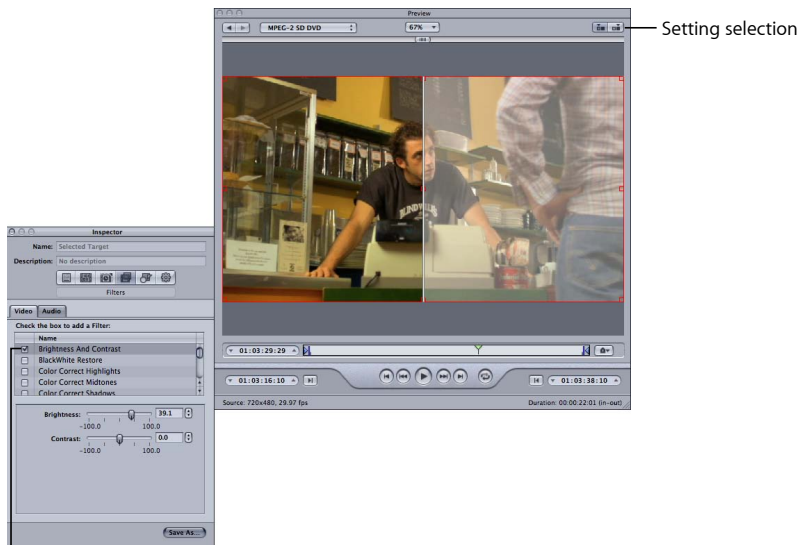 Preview
MPEG-2 SD DVD
67%
Setting selection
BLIND
01:03:29:29
01:03:16:10
01:03:38:10
Source: 720x480, 29.97 fps
Duration: 00:00:22:01 (in-out)
Inspector
Name: Selected Target
Description: No description
Filters
Video
Audio
Check the box to add a Filter:
Name
Brightness And Contrast
BlackWhite Restore
Color Correct Highlights
Color Correct Midtones
Color Correct Shadows
Brightness: 39.1
-100.0 100.0
Contrast: 0.0
-100.0 100.0
Save As...